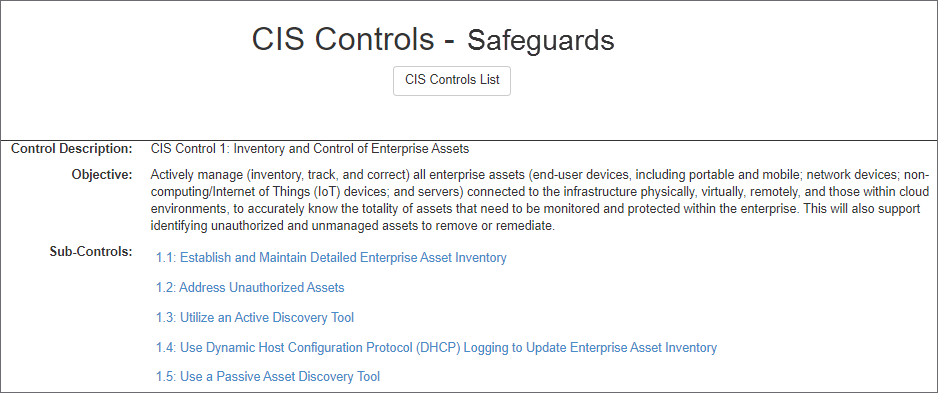 CIS Controls - Safeguards
CIS Controls List
Control Description: CIS Control 1: Inventory and Control of Enterprise Assets
Objective: Actively manage (inventory, track, and correct) all enterprise assets (end-user devices, including portable and mobile; network devices; non-
computing/Internet of Things (IoT) devices; and servers) connected to the infrastructure physically, virtually, remotely, and those within cloud
environments, to accurately know the totality of assets that need to be monitored and protected within the enterprise. This will also support
identifying unauthorized and unmanaged assets to remove or remediate.
Sub-Controls: 1.1: Establish and Maintain Detailed Enterprise Asset Inventory
1.2: Address Unauthorized Assets
1.3: Utilize an Active Discovery Tool
1.4: Use Dynamic Host Configuration Protocol (DHCP) Logging to Update Enterprise Asset Inventory
1.5: Use a Passive Asset Discovery Tool